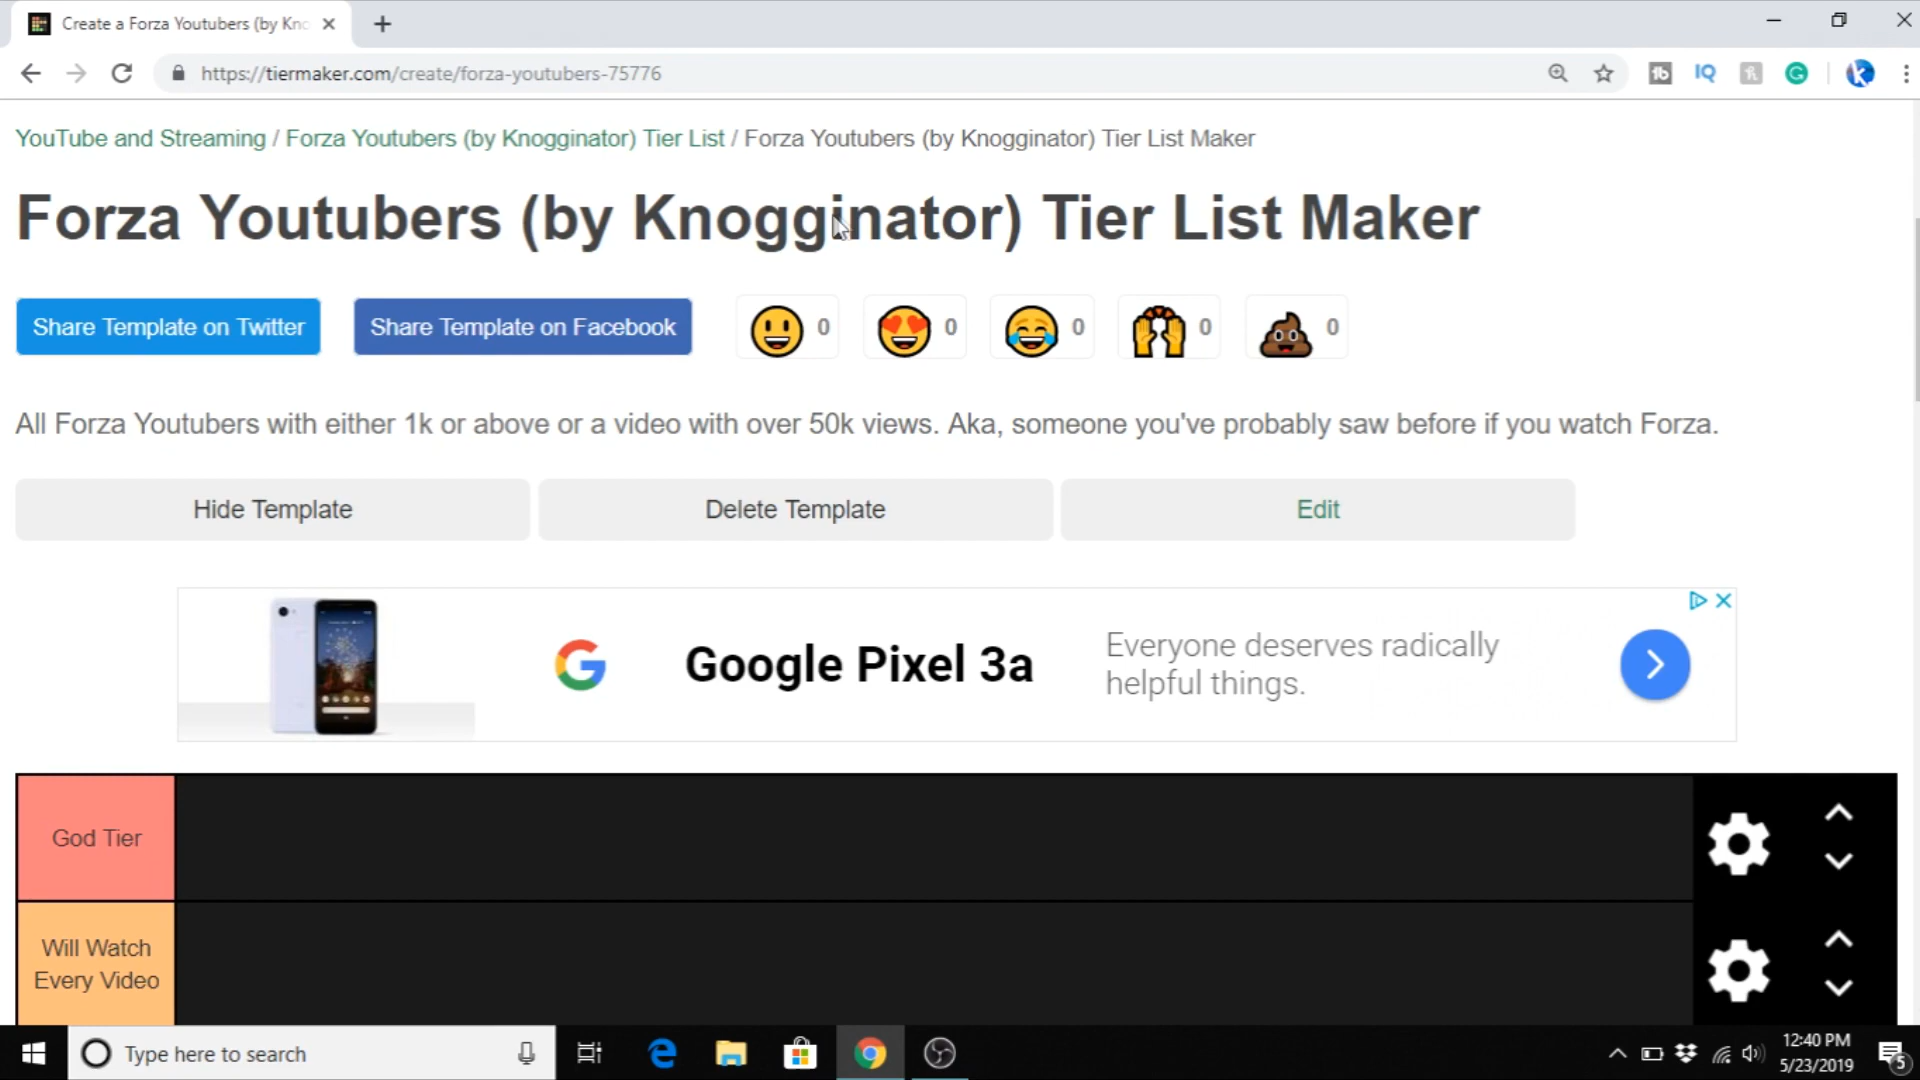 Create a Forza Youtubers (by Kno
https://tiermaker.com/create/forza-youtubers-75776
YouTube and Streaming / Forza Youtubers (by Knogginator) Tier List / Forza Youtubers (by Knogginator) Tier List Maker
Forza Youtubers (by Knogginator) Tier List Maker
Share Template on Twitter
Share Template on Facebook
0
0
0
0
0
All Forza Youtubers with either 1k or above or a video with over 50k views. Aka, someone you've probably saw before if you watch Forza.
Hide Template
Delete Template
Edit
Google Pixel 3a
Everyone deserves radically
helpful things.
God Tier
Will Watch
Every Video
Type here to search
12:40 PM
5/23/2019
5